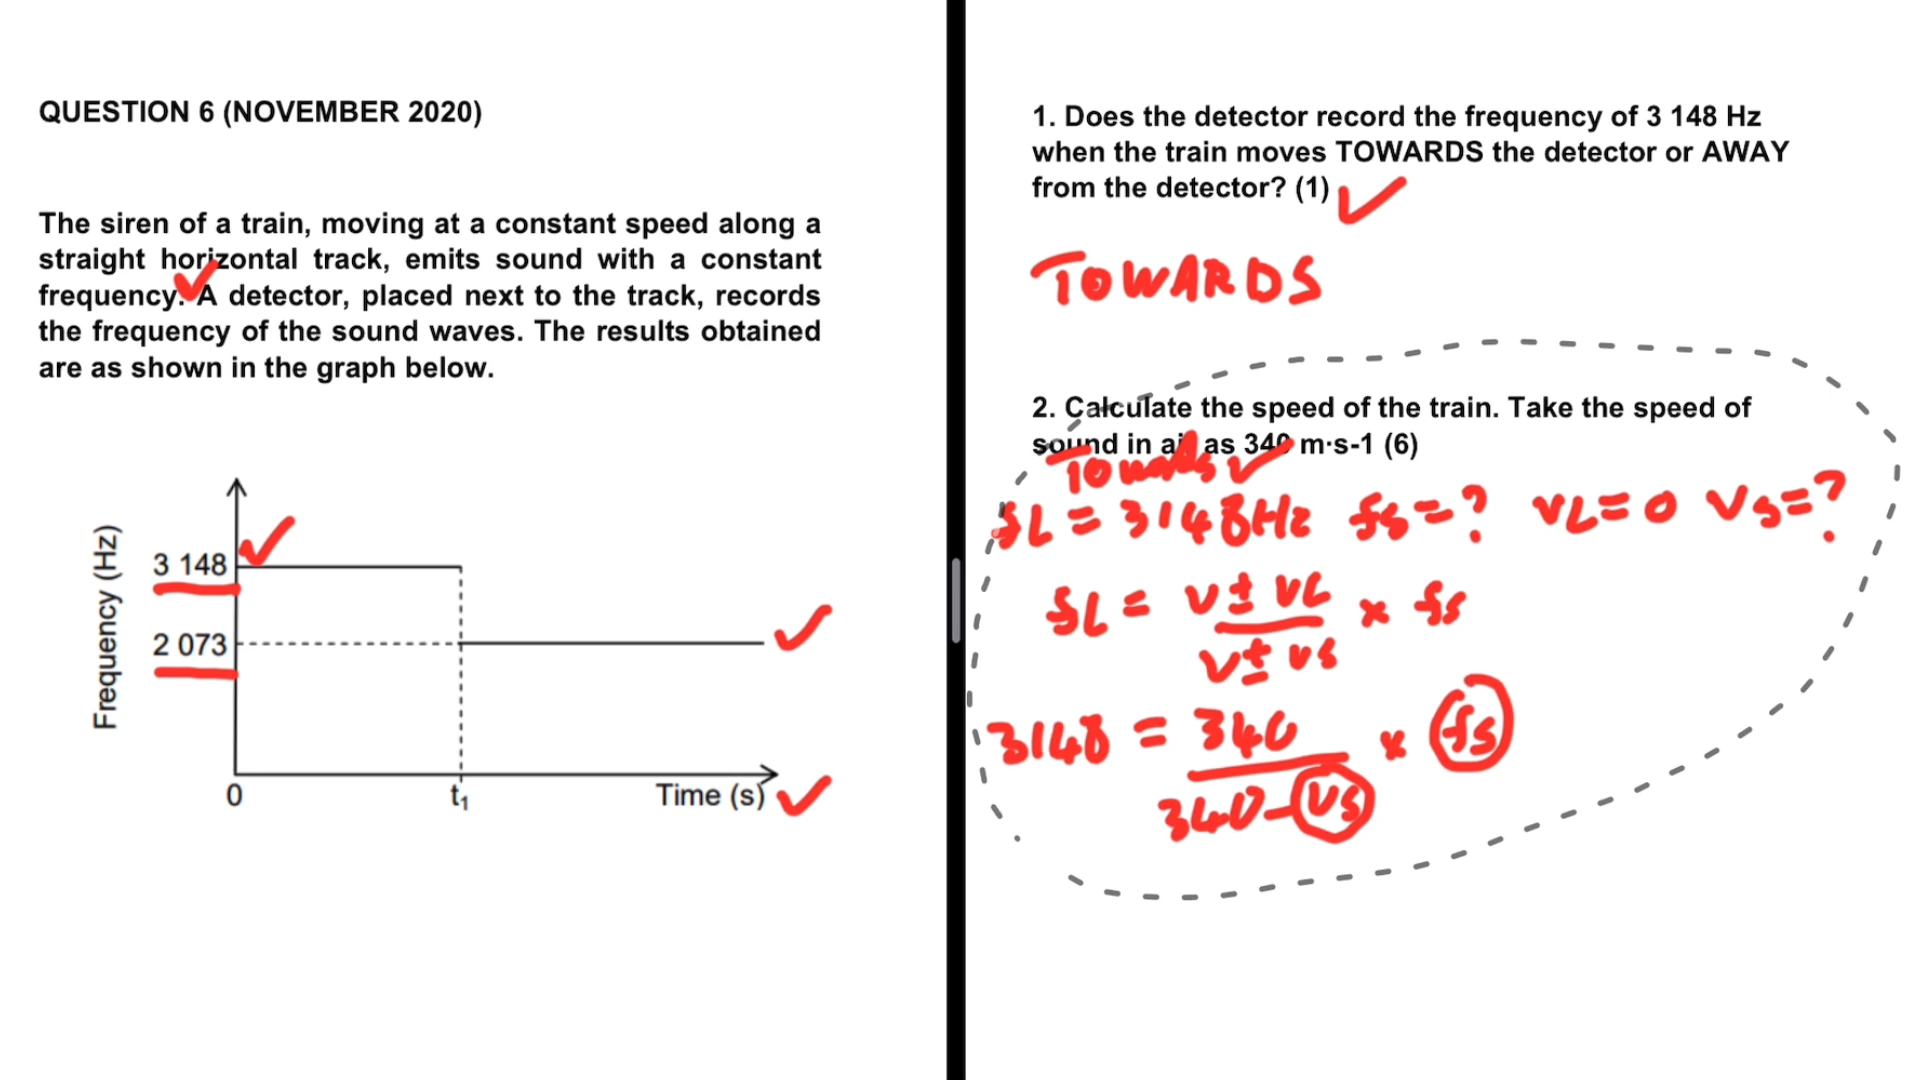 QUESTION 6 (NOVEMBER 2020)
The siren of a train, moving at a constant speed along a
straight horizontal track, emits sound with a constant
frequency. A detector, placed next to the track, records
the frequency of the sound waves. The results obtained
are as shown in the graph below.
Frequency (Hz)
3 148
2 073
0
t₁
Time (s)
1. Does the detector record the frequency of 3 148 Hz
when the train moves TOWARDS the detector or AWAY
from the detector? (1)
TOWARDS
2. Calculate the speed of the train. Take the speed of
sound in air as 340 m·s-1 (6)
Towards
fL = 3148Hz fs = ? vL = 0 vs = ?
fL = v ± vL / v ± vs × fs
3148 = 340 / 340 - vs × fs